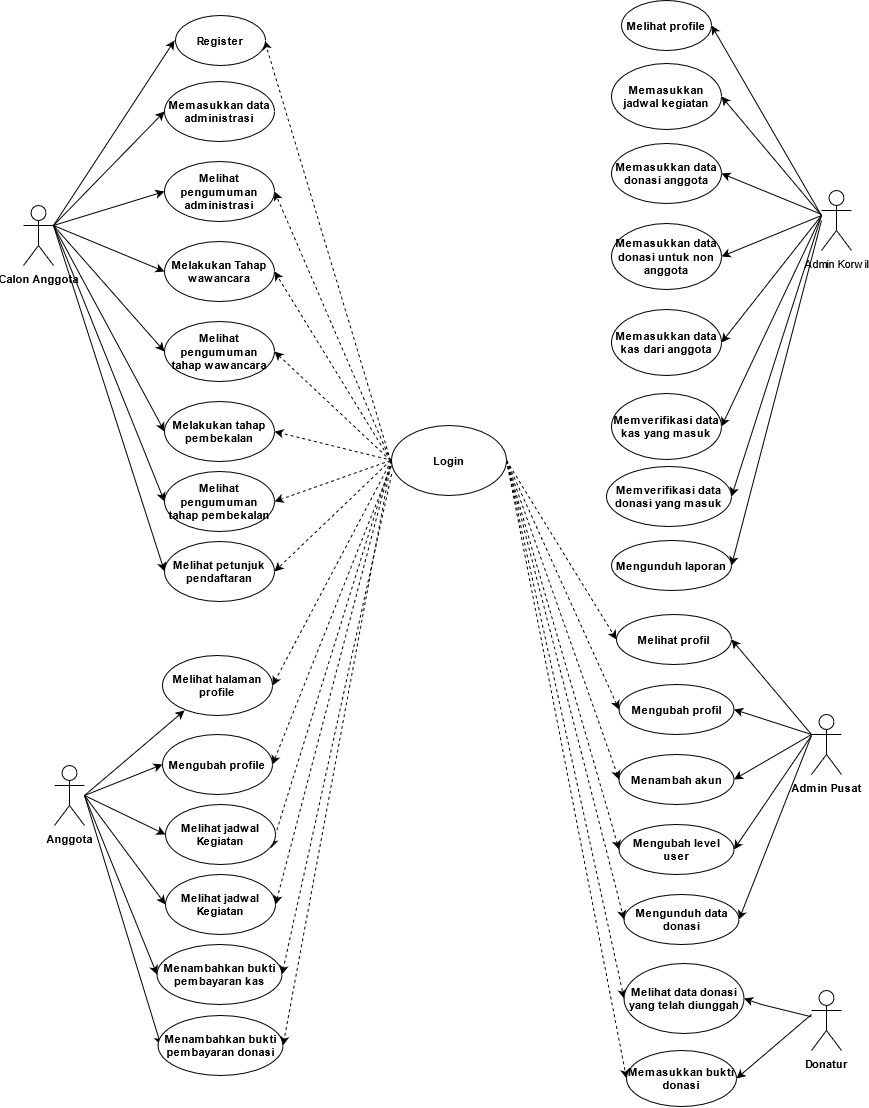 Register
Memasukkan data
administrasi
Melihat
pengumuman
administrasi
Melakukan Tahap
wawancara
Melihat
pengumuman
tahap wawancara
Melakukan tahap
pembekalan
Melihat
pengumuman
tahap pembekalan
Melihat petunjuk
pendaftaran
Calon Anggota
Melihat halaman
profile
Mengubah profile
Melihat jadwal
Kegiatan
Melihat jadwal
Kegiatan
Menambahkan bukti
pembayaran kas
Menambahkan bukti
pembayaran donasi
Anggota
Login
Melihat profile
Memasukkan
jadwal kegiatan
Memasukkan data
donasi anggota
Memasukkan data
donasi untuk non
anggota
Memasukkan data
kas dari anggota
Memverifikasi data
kas yang masuk
Memverifikasi data
donasi yang masuk
Mengunduh laporan
Admin Korwil
Melihat profil
Mengubah profil
Menambah akun
Mengubah level
user
Mengunduh data
donasi
Admin Pusat
Melihat data donasi
yang telah diunggah
Memasukkan bukti
donasi
Donatur